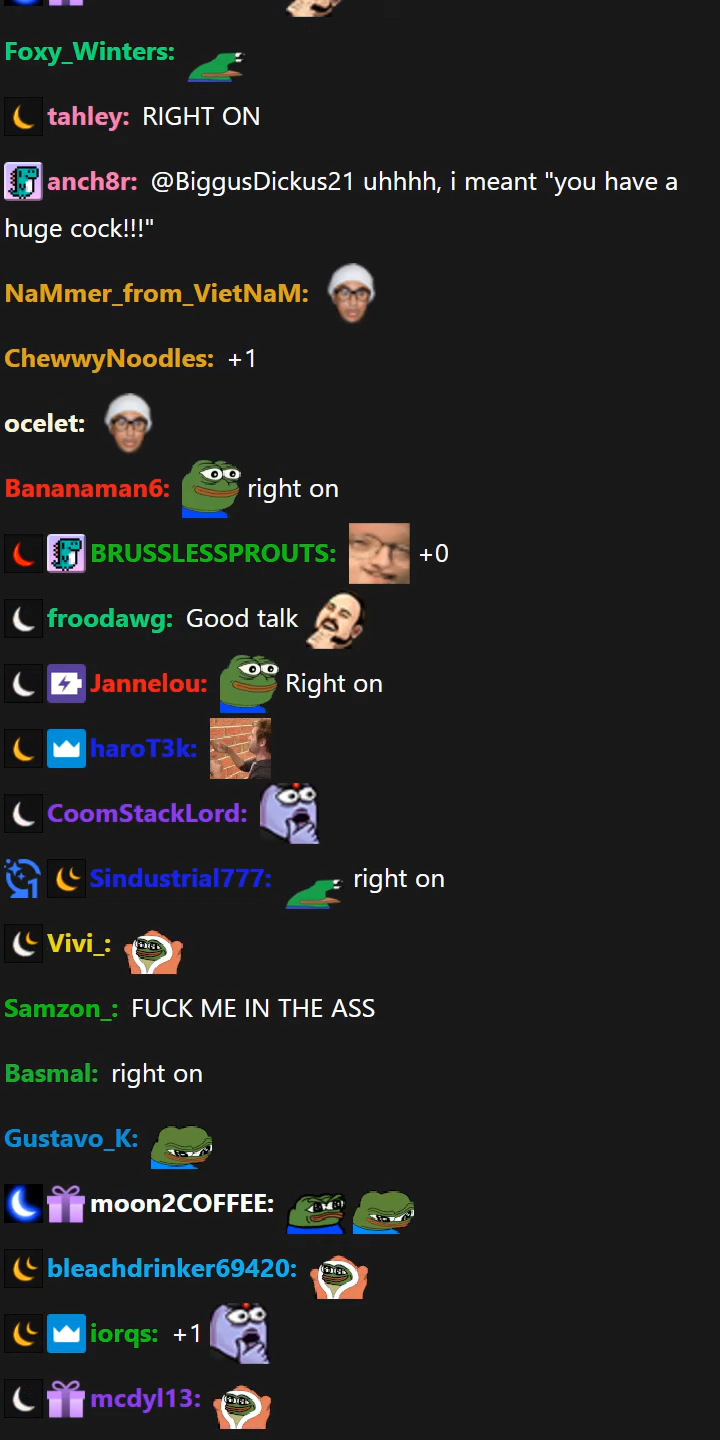 Foxy_Winters:
tahley: RIGHT ON
anch8r: @BiggusDickus21 uhhhh, i meant "you have a
huge cock!!!"
NaMmer_from_VietNaM:
ChewwyNoodles: +1
ocelet:
Bananaman6: right on
BRUSSLESSPROUTS: +0
froodawg: Good talk
Jannelou: Right on
haroT3k:
CoomStackLord:
Sindustrial777: right on
Vivi_:
Samzon_: FUCK ME IN THE ASS
Basmal: right on
Gustavo_K:
moon2COFFEE:
bleachdrinker69420:
iorqs: +1
mcdyl13: